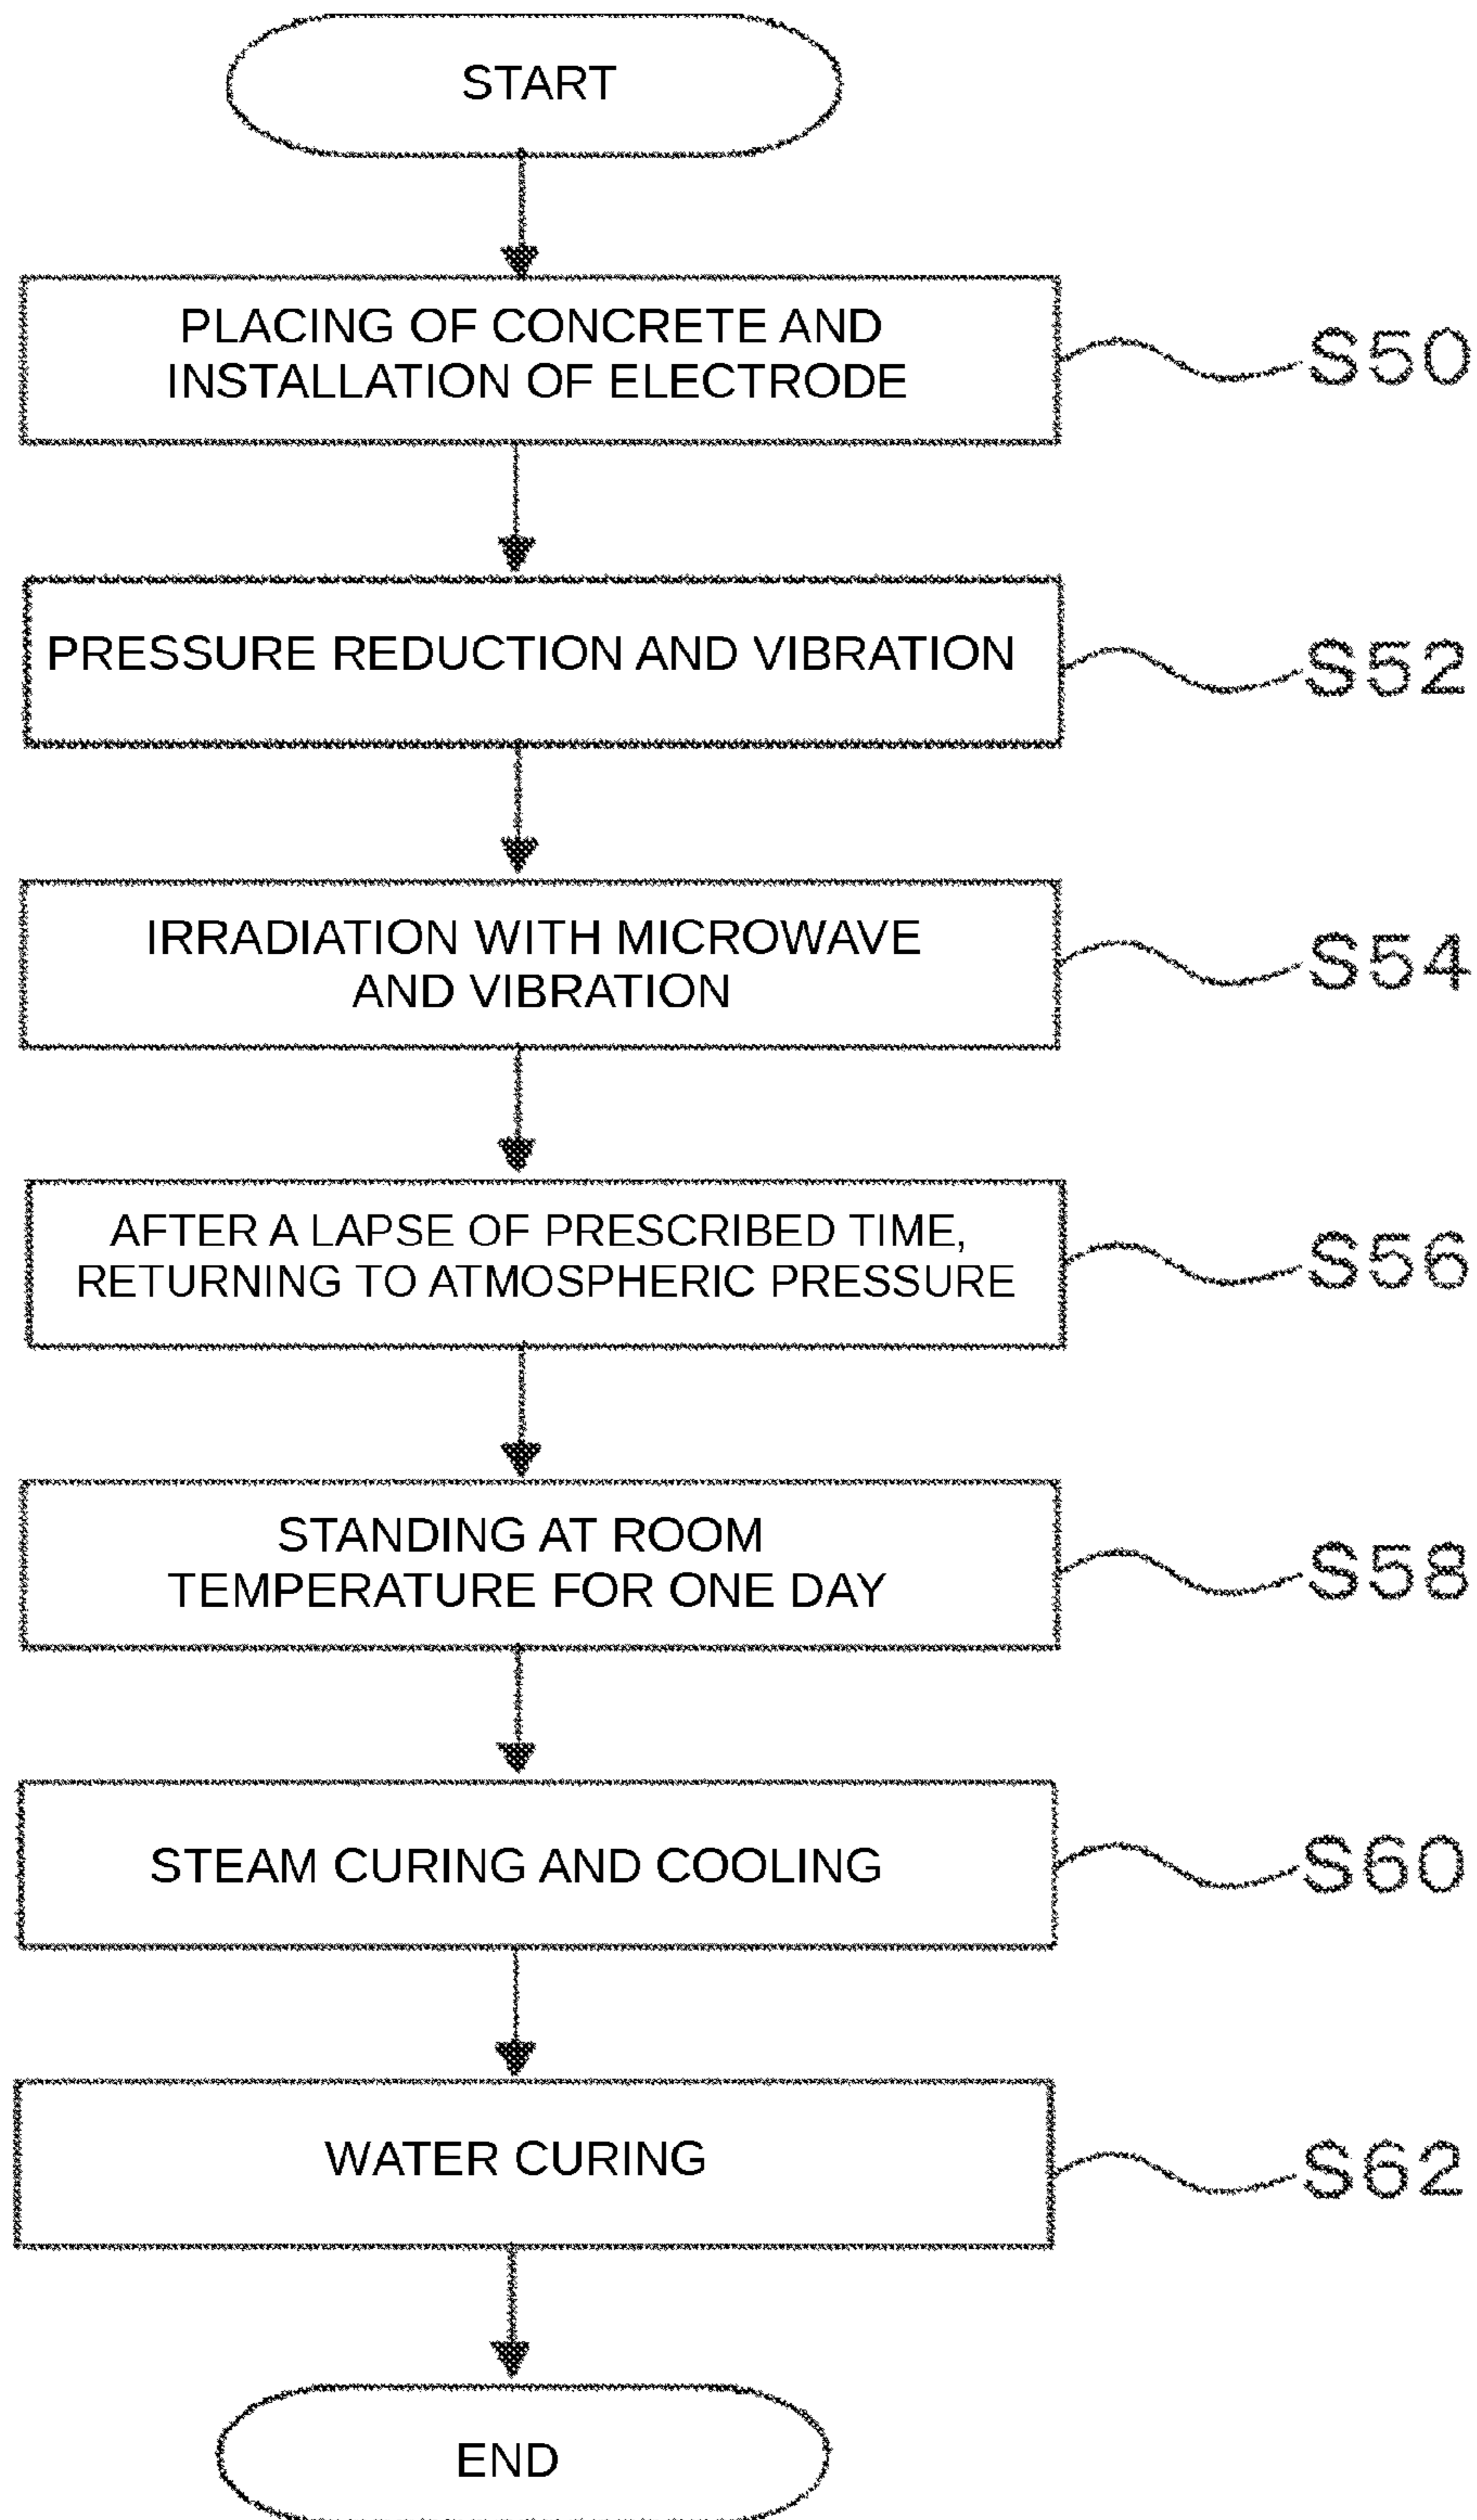 START
PLACING OF CONCRETE AND
INSTALLATION OF ELECTRODE
S50
PRESSURE REDUCTION AND VIBRATION
S52
IRRADIATION WITH MICROWAVE
AND VIBRATION
S54
AFTER A LAPSE OF PRESCRIBED TIME,
RETURNING TO ATMOSPHERIC PRESSURE
S56
STANDING AT ROOM
TEMPERATURE FOR ONE DAY
S58
STEAM CURING AND COOLING
S60
WATER CURING
S62
END